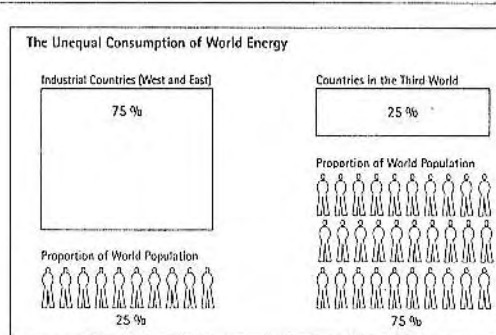 The Unequal Consumption of World Energy
Industrial Countries (West and East)
75 %
Proportion of World Population
25 %
Countries in the Third World
25 %
Proportion of World Population
75 %